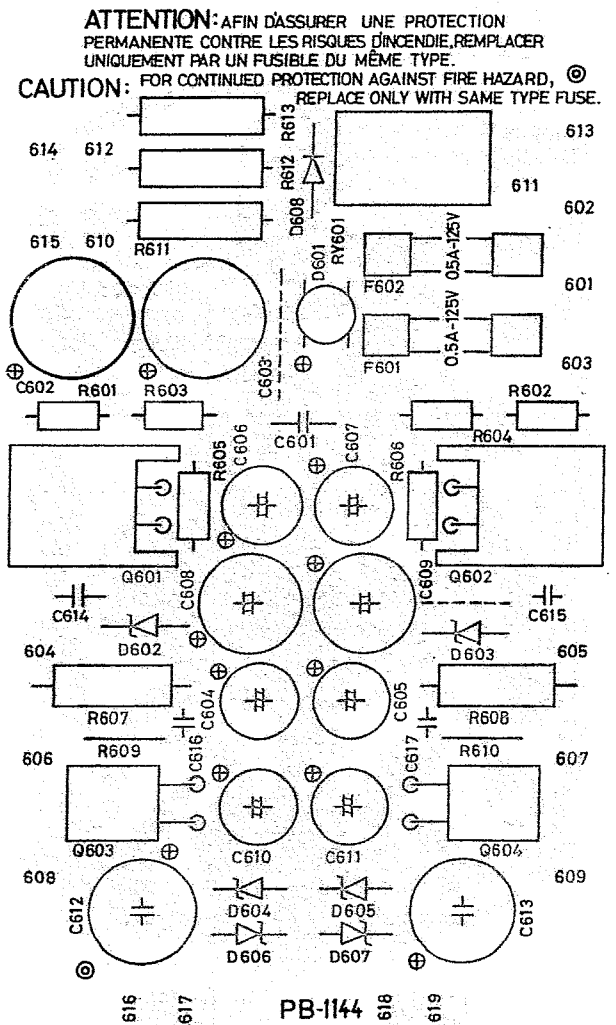 ATTENTION: AFIN D'ASSURER UNE PROTECTION
PERMANENTE CONTRE LES RISQUES D'INCENDIE, REMPLACER
UNIQUEMENT PAR UN FUSIBLE DU MÊME TYPE.
CAUTION: FOR CONTINUED PROTECTION AGAINST FIRE HAZARD,
REPLACE ONLY WITH SAME TYPE FUSE.
R613
613
614 612
R612
611
D608
602
615 610
R611
D601
RY601
F602
0.5A-125V
601
C603
F601
0.5A-125V
603
C602 R601 R603
R602
R604
C601
C606
C607
R605
R606
Q601
C608
C609
Q602
C614
C615
D602
D603
604
605
R607
C604
C605
R608
R609
C616
C617
R610
606
607
Q603
C610
C611
Q604
608
609
C612
D604
D605
C613
D606
D607
616
617
PB-1144
618
619